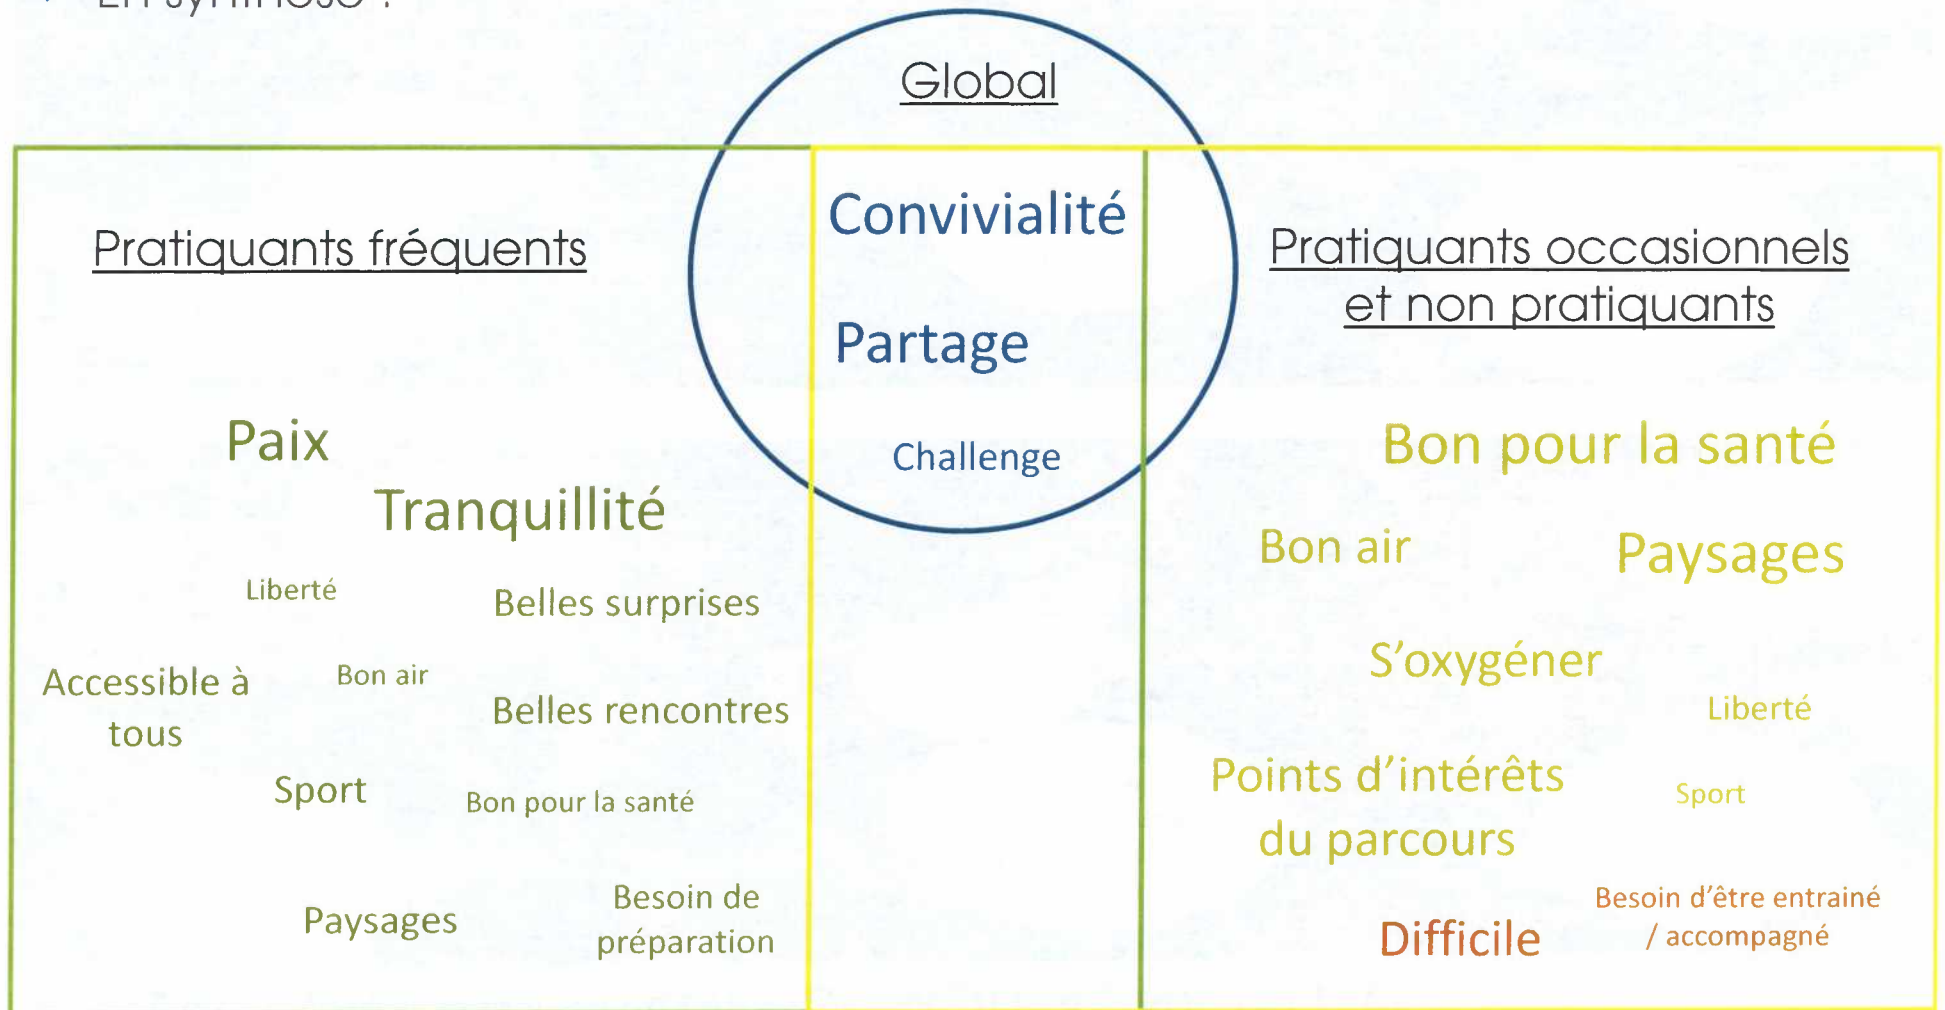 En synthèse :
Global
Pratiquants fréquents
Convivialité
Partage
Challenge
Pratiquants occasionnels
et non pratiquants
Paix
Tranquillité
Liberté
Belles surprises
Accessible à
tous
Bon air
Belles rencontres
Sport
Bon pour la santé
Paysages
Besoin de
préparation
Bon pour la santé
Bon air
Paysages
S'oxygéner
Liberté
Points d'intérêts
du parcours
Sport
Difficile
Besoin d'être entrainé
/ accompagné